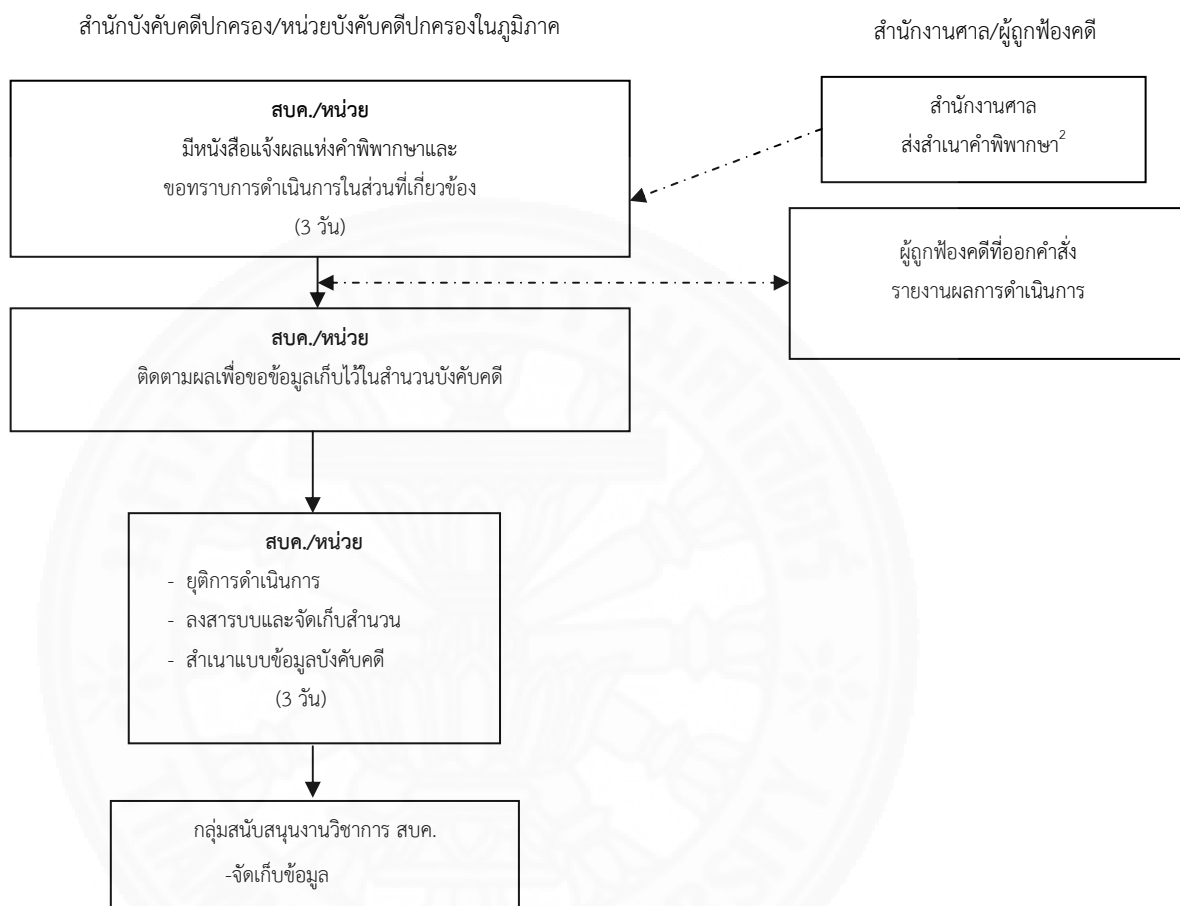 สำนักบังคับคดีปกครอง/หน่วยบังคับคดีปกครองในภูมิภาค
สำนักงานศาล/ผู้ถูกฟ้องคดี
สบค./หน่วย
มีหนังสือแจ้งผลแห่งคำพิพากษาและ
ขอทราบการดำเนินการในส่วนที่เกี่ยวข้อง
(3 วัน)
สำนักงานศาล
ส่งสำเนาคำพิพากษา²
ผู้ถูกฟ้องคดีที่ออกคำสั่ง
รายงานผลการดำเนินการ
สบค./หน่วย
ติดตามผลเพื่อขอข้อมูลเก็บไว้ในสำนวนบังคับคดี
สบค./หน่วย
- ยุติการดำเนินการ
- ลงสารบบและจัดเก็บสำนวน
- สำเนาแบบข้อมูลบังคับคดี
(3 วัน)
กลุ่มสนับสนุนงานวิชาการ สบค.
-จัดเก็บข้อมูล